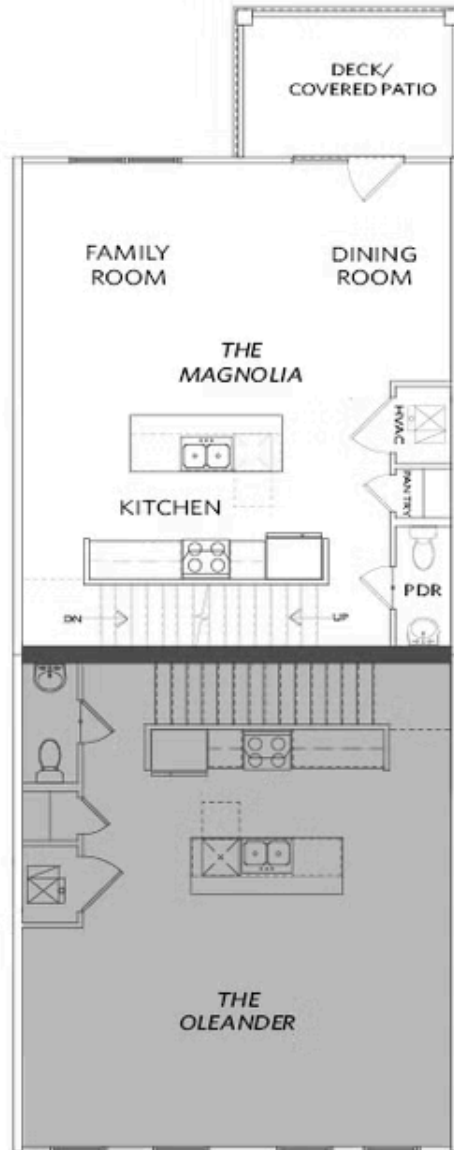 DECK/
COVERED PATIO
FAMILY
ROOM
DINING
ROOM
THE
MAGNOLIA
HVAC
KITCHEN
PANTRY
PDR
DN
UP
THE
OLEANDER